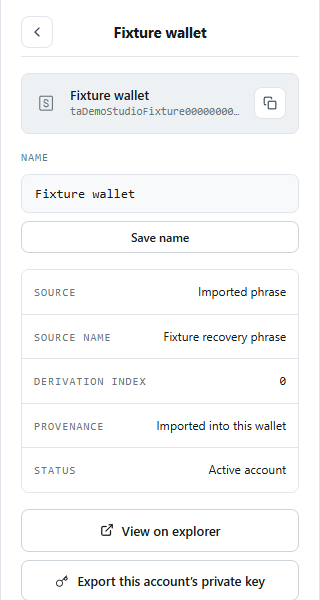 Fixture wallet
Fixture wallet
taDemoStudioFixture00000000…
NAME
Fixture wallet
Save name
SOURCE Imported phrase
SOURCE NAME Fixture recovery phrase
DERIVATION INDEX 0
PROVENANCE Imported into this wallet
STATUS Active account
View on explorer
Export this account’s private key